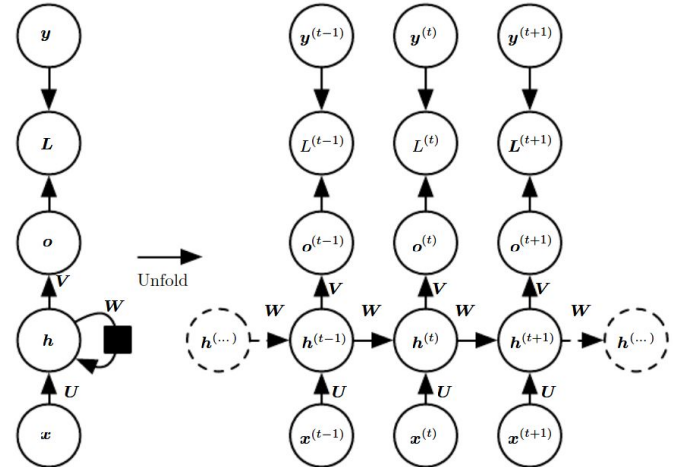 y y^(t−1) y^(t) y^(t+1)
L L^(t−1) L^(t) L^(t+1)
o o^(t−1) o^(t) o^(t+1)
Unfold
V V V V
W W W W W
h h^(...) h^(t−1) h^(t) h^(t+1) h^(...)
U U U U
x x^(t−1) x^(t) x^(t+1)